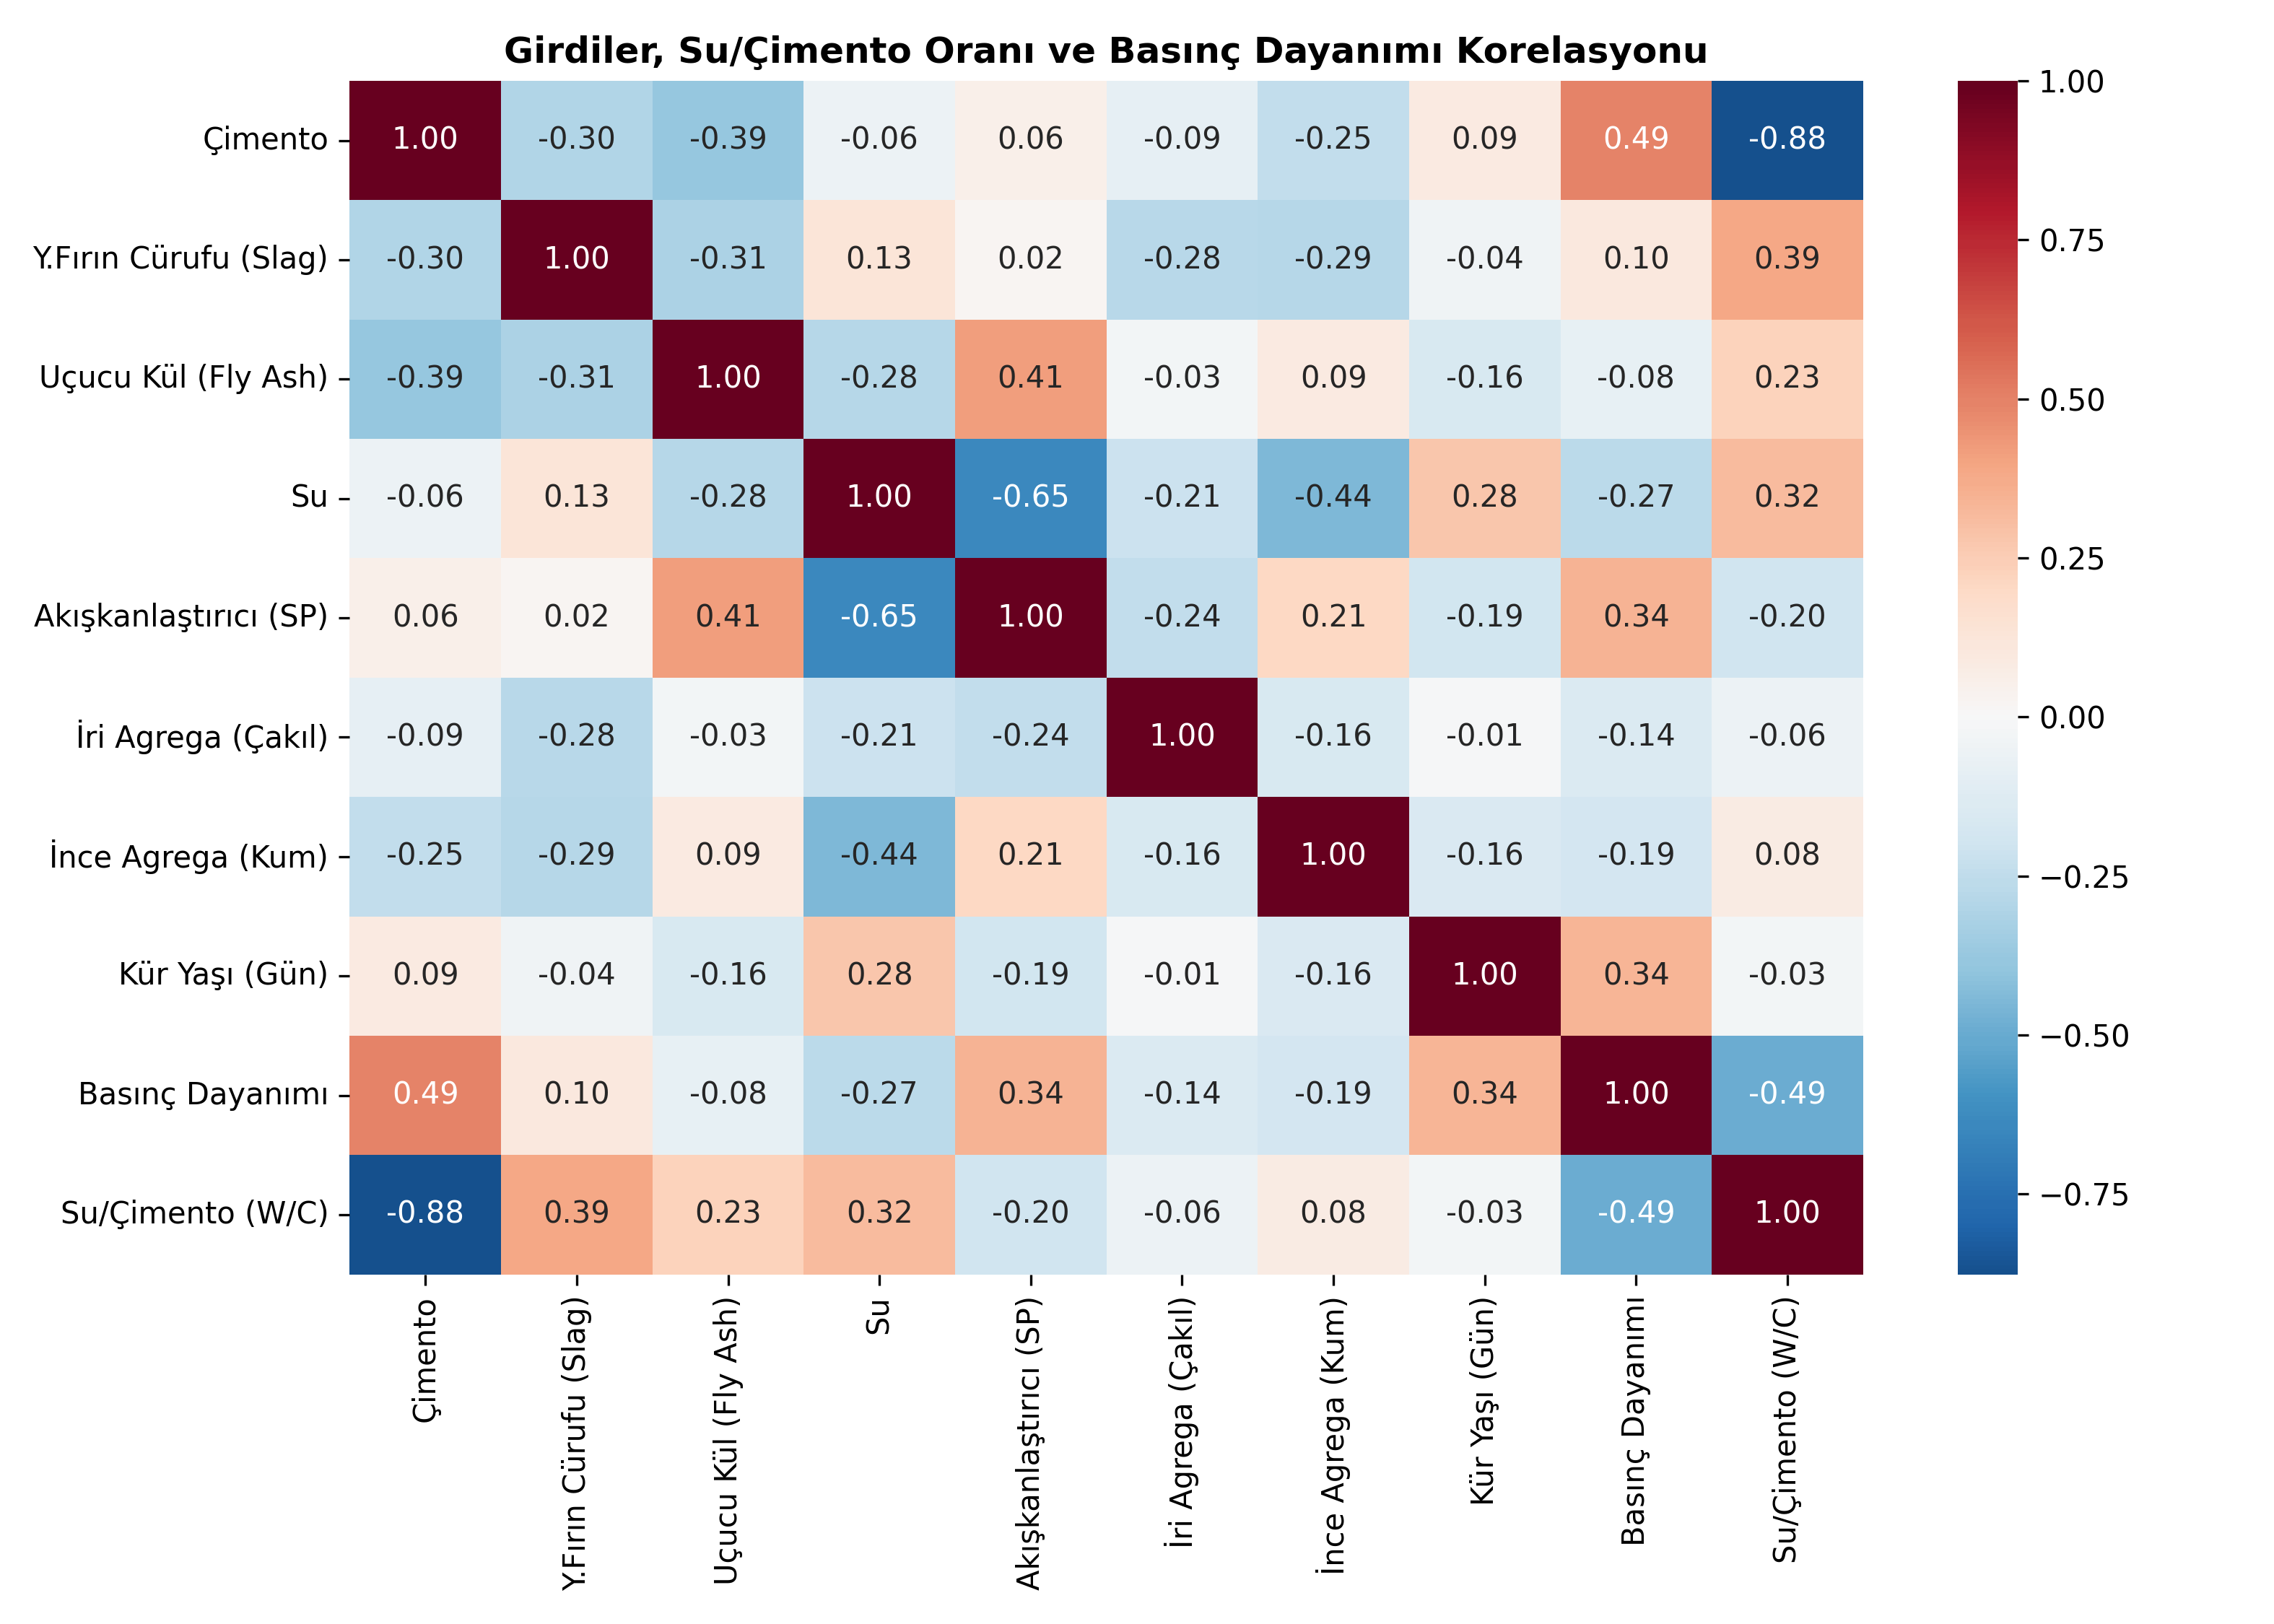 Girdiler, Su/Çimento Oranı ve Basınç Dayanımı Korelasyonu
Çimento 1.00 -0.30 -0.39 -0.06 0.06 -0.09 -0.25 0.09 0.49 -0.88
Y.Fırın Cürufu (Slag) -0.30 1.00 -0.31 0.13 0.02 -0.28 -0.29 -0.04 0.10 0.39
Uçucu Kül (Fly Ash) -0.39 -0.31 1.00 -0.28 0.41 -0.03 0.09 -0.16 -0.08 0.23
Su -0.06 0.13 -0.28 1.00 -0.65 -0.21 -0.44 0.28 -0.27 0.32
Akışkanlaştırıcı (SP) 0.06 0.02 0.41 -0.65 1.00 -0.24 0.21 -0.19 0.34 -0.20
İri Agrega (Çakıl) -0.09 -0.28 -0.03 -0.21 -0.24 1.00 -0.16 -0.01 -0.14 -0.06
İnce Agrega (Kum) -0.25 -0.29 0.09 -0.44 0.21 -0.16 1.00 -0.16 -0.19 0.08
Kür Yaşı (Gün) 0.09 -0.04 -0.16 0.28 -0.19 -0.01 -0.16 1.00 0.34 -0.03
Basınç Dayanımı 0.49 0.10 -0.08 -0.27 0.34 -0.14 -0.19 0.34 1.00 -0.49
Su/Çimento (W/C) -0.88 0.39 0.23 0.32 -0.20 -0.06 0.08 -0.03 -0.49 1.00
Çimento
Y.Fırın Cürufu (Slag)
Uçucu Kül (Fly Ash)
Su
Akışkanlaştırıcı (SP)
İri Agrega (Çakıl)
İnce Agrega (Kum)
Kür Yaşı (Gün)
Basınç Dayanımı
Su/Çimento (W/C)
1.00
0.75
0.50
0.25
0.00
−0.25
−0.50
−0.75